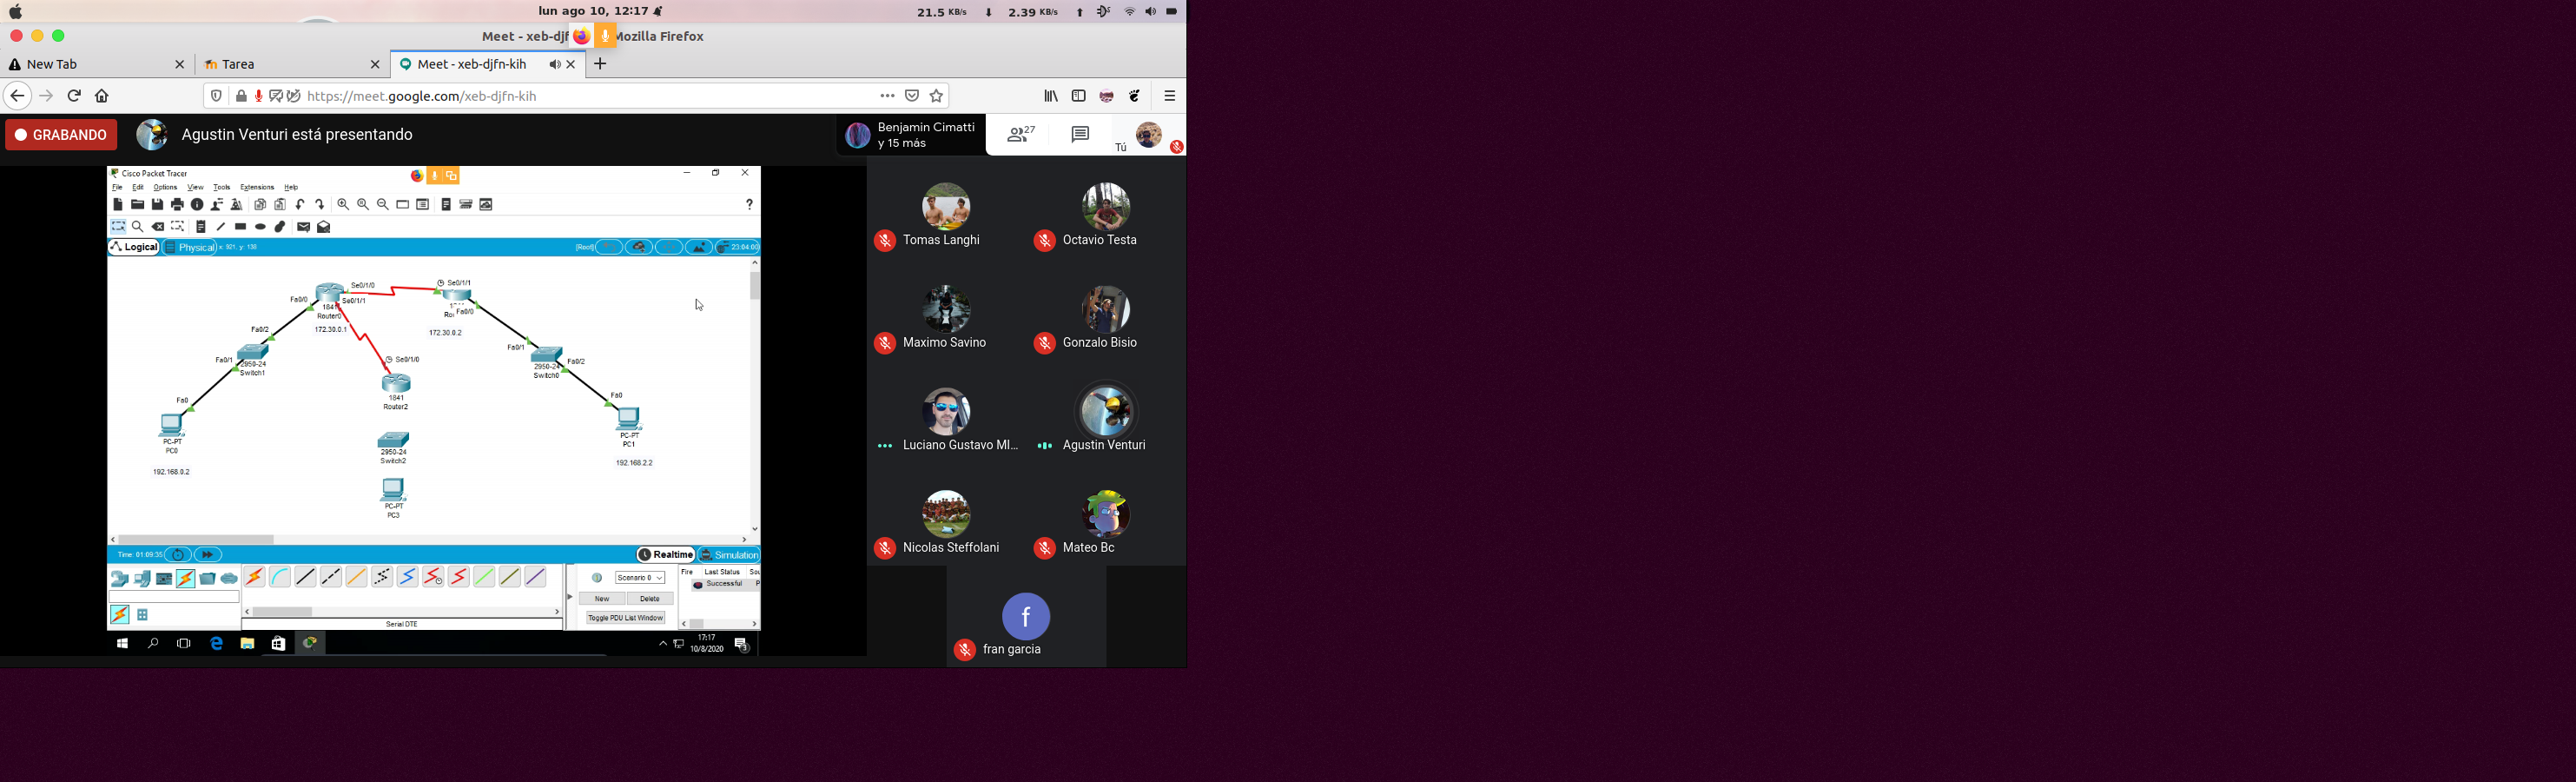 lun ago 10, 12:17
21.5 KB/s
2.39 KB/s
Meet - xeb-djf
Mozilla Firefox
New Tab
Tarea
Meet - xeb-djfn-kih
https://meet.google.com/xeb-djfn-kih
GRABANDO
Agustin Venturi está presentando
Benjamin Cimatti
y 15 más
27
Tú
Cisco Packet Tracer
File Edit Options View Tools Extensions Help
Logical
Physical
x: 921, y: 136
[Root]
23:04:00
Se0/1/0
Se0/1/1
Fa0/0
Se0/1/1
1841
Router0
Fa0/0
172.30.0.1
172.30.0.2
Fa0/2
Fa0/1
2950-24
Switch1
Se0/1/0
Fa0/1
Fa0/2
2950-24
Switch0
1841
Router2
Fa0
Fa0
PC-PT
PC0
PC-PT
PC1
192.168.0.2
192.168.2.2
2950-24
Switch2
PC-PT
PC3
Time: 01:09:35
Realtime
Simulation
Scenario 0
New
Delete
Toggle PDU List Window
Fire
Last Status
Sou
Successful
P
Serial DTE
17:17
10/8/2020
3
Tomas Langhi
Octavio Testa
Maximo Savino
Gonzalo Bisio
Luciano Gustavo MI...
Agustin Venturi
Nicolas Steffolani
Mateo Bc
f
fran garcia